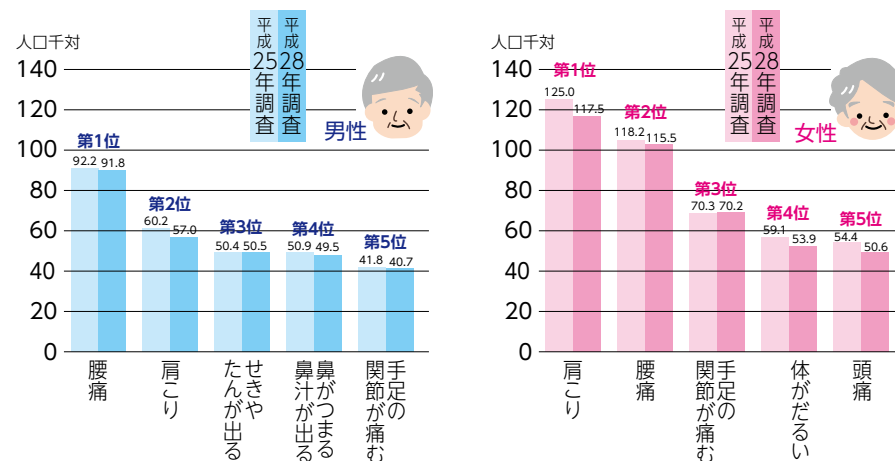 人口千対
平成25年調査
平成28年調査
男性
140
120
100
80
60
40
20
0
第1位
92.2 91.8
第2位
60.2 57.0
第3位
50.4 50.5
第4位
50.9 49.5
第5位
41.8 40.7
腰痛
肩こり
せきや
たんが出る
鼻がつまる
鼻汁が出る
手足の
関節が痛む
人口千対
平成25年調査
平成28年調査
女性
140
120
100
80
60
40
20
0
第1位
125.0 117.5
第2位
118.2 115.5
第3位
70.3 70.2
第4位
59.1 53.9
第5位
54.4 50.6
肩こり
腰痛
手足の
関節が痛む
体がだるい
頭痛